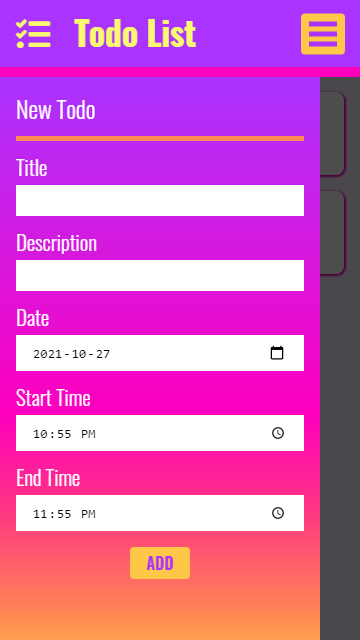 Todo List
New Todo
Title
Description
Date
2021-10-27
Start Time
10:55 PM
End Time
11:55 PM
ADD